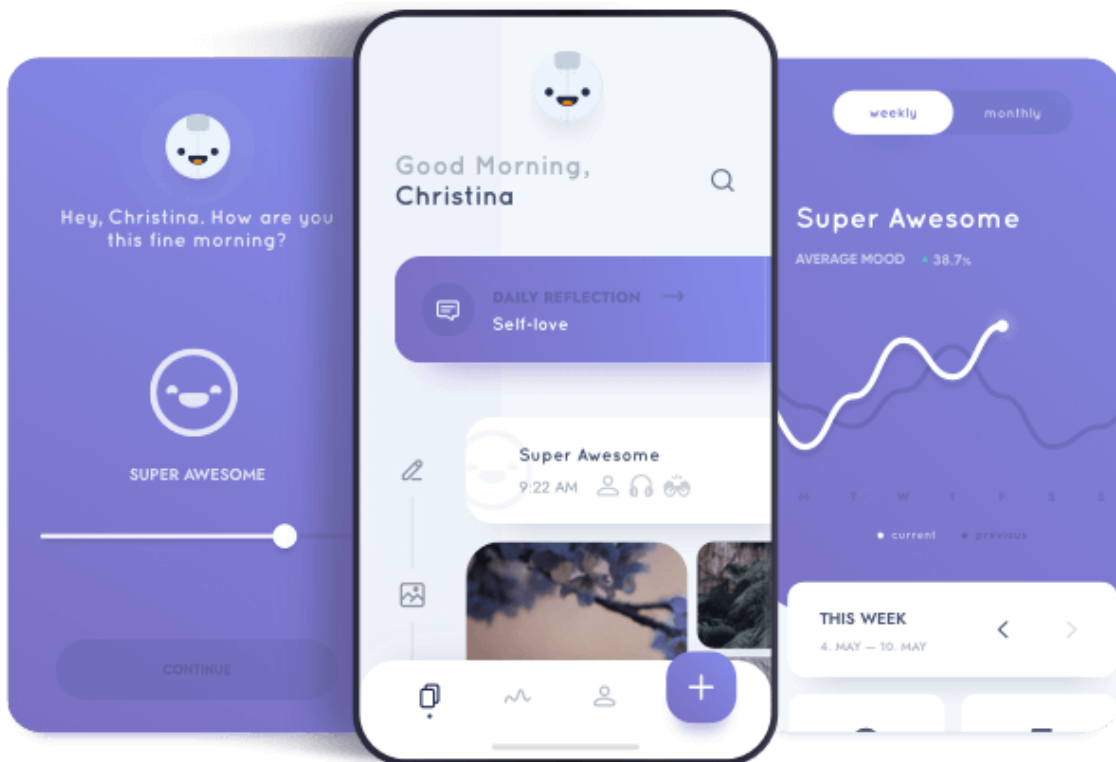 Hey, Christina. How are you
this fine morning?
SUPER AWESOME
CONTINUE
Good Morning,
Christina
DAILY REFLECTION
Self-love
Super Awesome
9:22 AM
weekly
monthly
Super Awesome
AVERAGE MOOD 38.7%
M T W T F S S
current previous
THIS WEEK
4. MAY — 10. MAY